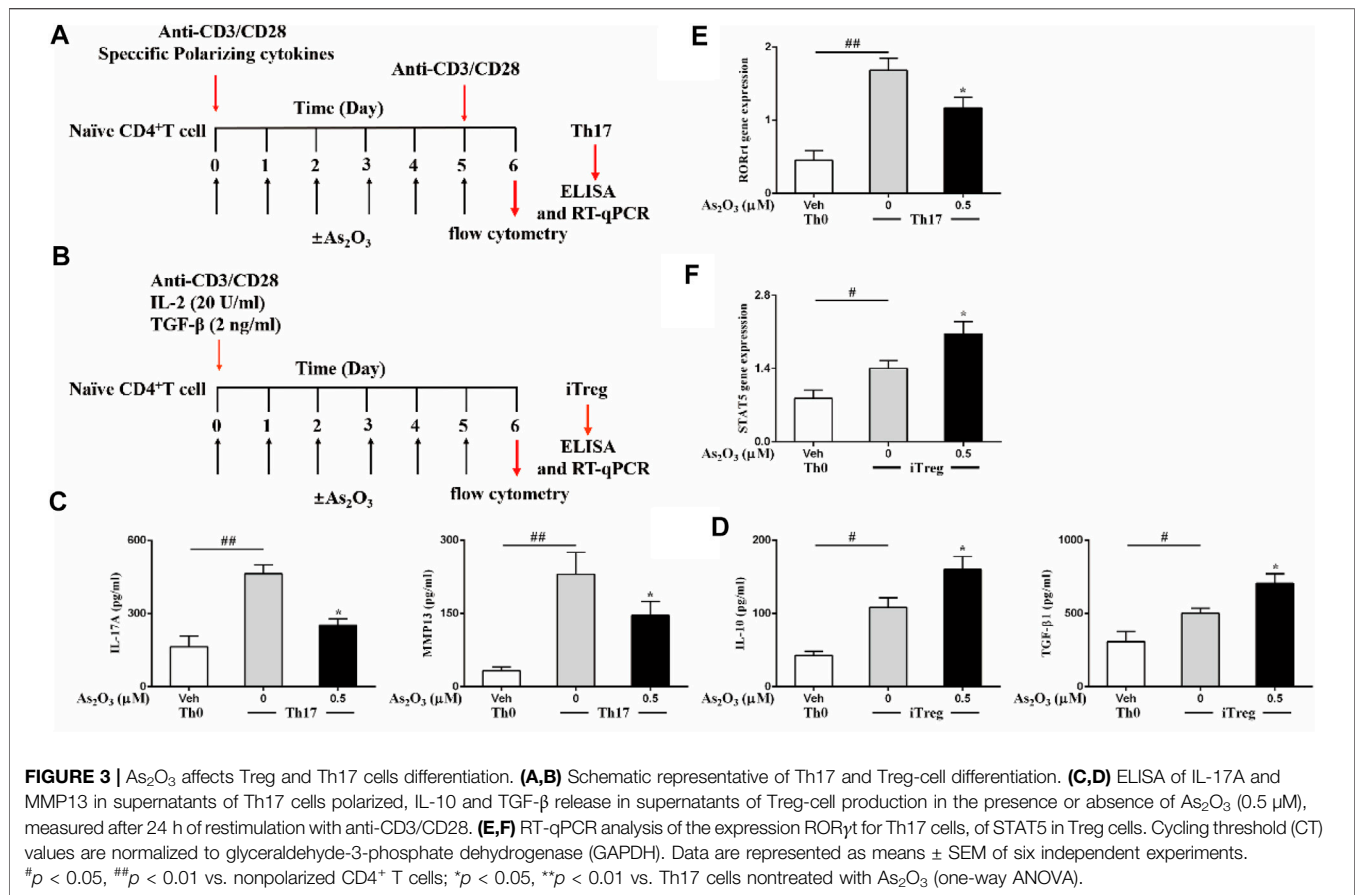 A
Anti-CD3/CD28
Speccific Polarizing cytokines
Anti-CD3/CD28
Time (Day)
Naïve CD4⁺T cell
Th17
0 1 2 3 4 5 6
ELISA
and RT-qPCR
±As₂O₃
flow cytometry
B
Anti-CD3/CD28
IL-2 (20 U/ml)
TGF-β (2 ng/ml)
Time (Day)
Naïve CD4⁺T cell
iTreg
0 1 2 3 4 5 6
ELISA
and RT-qPCR
±As₂O₃
flow cytometry
E
RORrt gene expression
2
1
0
##
*
As₂O₃ (μM) Veh 0 0.5
Th0 Th17
F
STAT5 gene expresssion
2.8
1.4
0.0
#
*
As₂O₃ (μM) Veh 0 0.5
Th0 iTreg
C
IL-17A (pg/ml)
600
300
0
##
*
As₂O₃ (μM) Veh 0 0.5
Th0 Th17
MMP13 (pg/ml)
300
150
0
##
*
As₂O₃ (μM) Veh 0 0.5
Th0 Th17
D
IL-10 (pg/ml)
200
100
0
#
*
As₂O₃ (μM) Veh 0 0.5
Th0 iTreg
TGF-β1 (pg/ml)
1000
500
0
#
*
As₂O₃ (μM) Veh 0 0.5
Th0 iTreg
FIGURE 3 | As₂O₃ affects Treg and Th17 cells differentiation. (A,B) Schematic representative of Th17 and Treg-cell differentiation. (C,D) ELISA of IL-17A and
MMP13 in supernatants of Th17 cells polarized, IL-10 and TGF-β release in supernatants of Treg-cell production in the presence or absence of As₂O₃ (0.5 μM),
measured after 24 h of restimulation with anti-CD3/CD28. (E,F) RT-qPCR analysis of the expression RORγt for Th17 cells, of STAT5 in Treg cells. Cycling threshold (CT)
values are normalized to glyceraldehyde-3-phosphate dehydrogenase (GAPDH). Data are represented as means ± SEM of six independent experiments.
#p < 0.05, ##p < 0.01 vs. nonpolarized CD4⁺ T cells; *p < 0.05, **p < 0.01 vs. Th17 cells nontreated with As₂O₃ (one-way ANOVA).